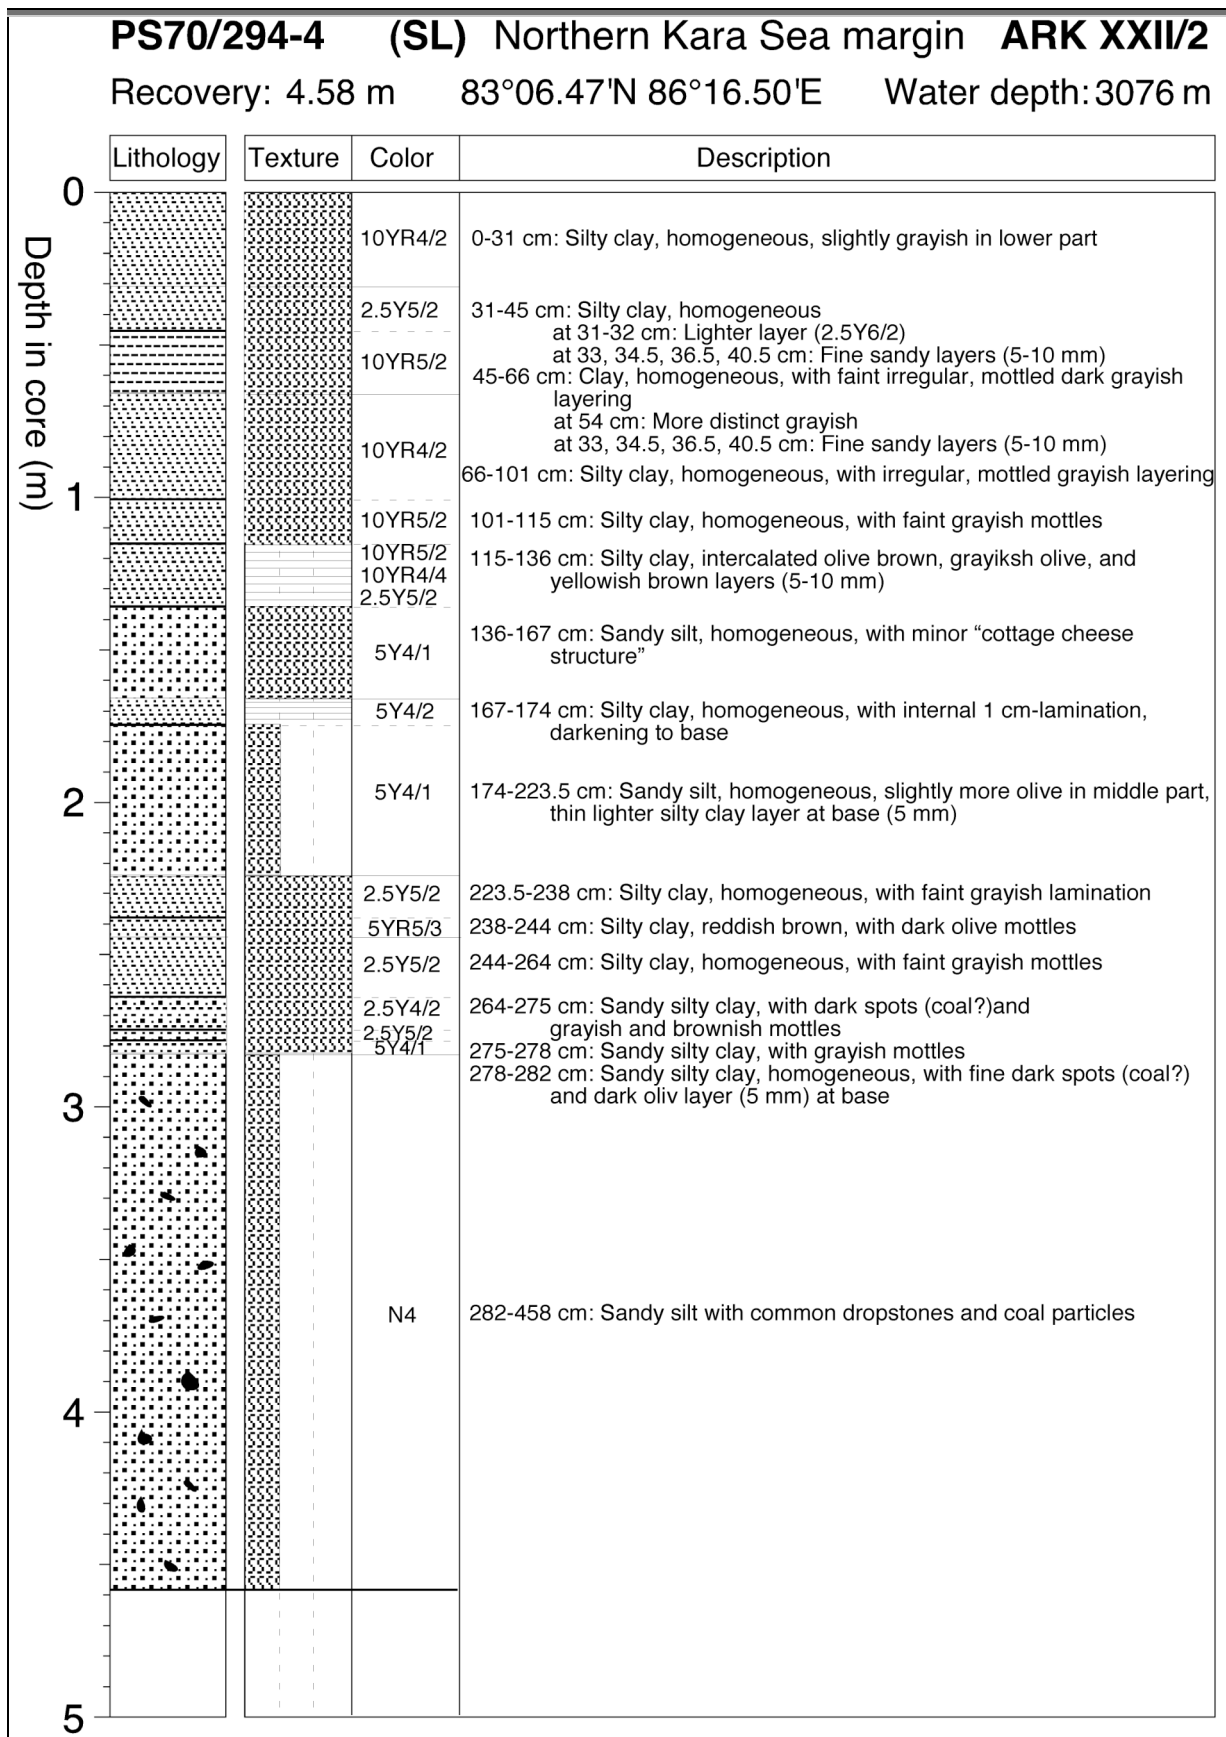 PS70/294-4 (SL) Northern Kara Sea margin ARK XXII/2
Recovery: 4.58 m 83°06.47'N 86°16.50'E Water depth: 3076 m
Lithology Texture Color Description
Depth in core (m)
0
10YR4/2 0-31 cm: Silty clay, homogeneous, slightly grayish in lower part
2.5Y5/2 31-45 cm: Silty clay, homogeneous
at 31-32 cm: Lighter layer (2.5Y6/2)
at 33, 34.5, 36.5, 40.5 cm: Fine sandy layers (5-10 mm)
10YR5/2 45-66 cm: Clay, homogeneous, with faint irregular, mottled dark grayish
layering
at 54 cm: More distinct grayish
at 33, 34.5, 36.5, 40.5 cm: Fine sandy layers (5-10 mm)
10YR4/2 66-101 cm: Silty clay, homogeneous, with irregular, mottled grayish layering
1
10YR5/2 101-115 cm: Silty clay, homogeneous, with faint grayish mottles
10YR5/2 115-136 cm: Silty clay, intercalated olive brown, grayiksh olive, and
10YR4/4 yellowish brown layers (5-10 mm)
2.5Y5/2
5Y4/1 136-167 cm: Sandy silt, homogeneous, with minor “cottage cheese
structure”
5Y4/2 167-174 cm: Silty clay, homogeneous, with internal 1 cm-lamination,
darkening to base
2
5Y4/1 174-223.5 cm: Sandy silt, homogeneous, slightly more olive in middle part,
thin lighter silty clay layer at base (5 mm)
2.5Y5/2 223.5-238 cm: Silty clay, homogeneous, with faint grayish lamination
5YR5/3 238-244 cm: Silty clay, reddish brown, with dark olive mottles
2.5Y5/2 244-264 cm: Silty clay, homogeneous, with faint grayish mottles
2.5Y4/2 264-275 cm: Sandy silty clay, with dark spots (coal?)and
grayish and brownish mottles
2.5Y5/2 275-278 cm: Sandy silty clay, with grayish mottles
5Y4/1 278-282 cm: Sandy silty clay, homogeneous, with fine dark spots (coal?)
and dark oliv layer (5 mm) at base
3
N4 282-458 cm: Sandy silt with common dropstones and coal particles
4
5